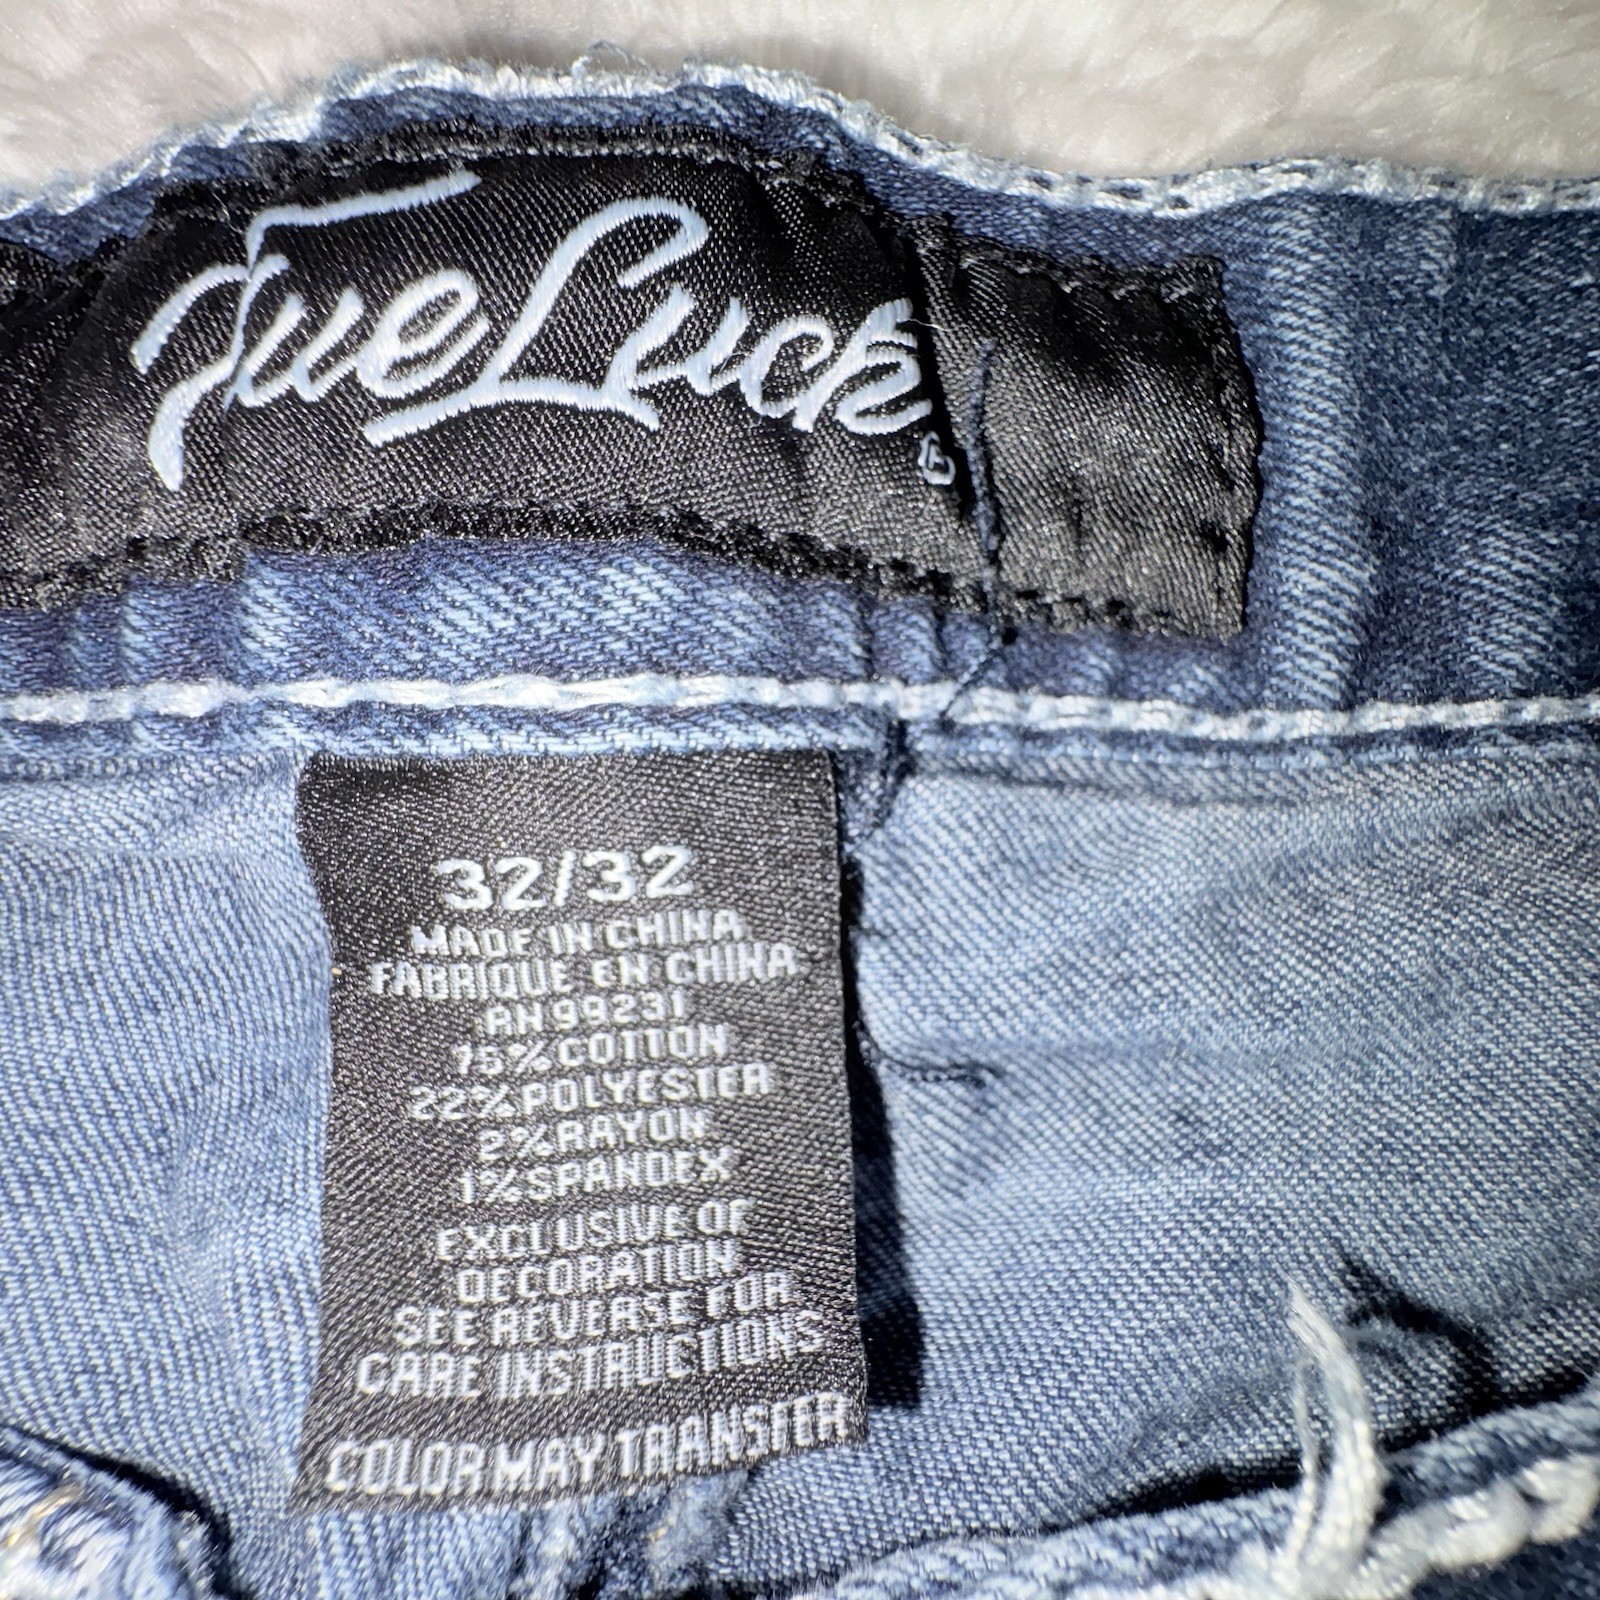 TrueLuck
®
32/32
MADE IN CHINA
FABRIQUE EN CHINA
RN 99231
75% COTTON
22% POLYESTER
2% RAYON
1% SPANDEX
EXCLUSIVE OF
DECORATION
SEE REVERSE FOR
CARE INSTRUCTIONS
COLOR MAY TRANSFER